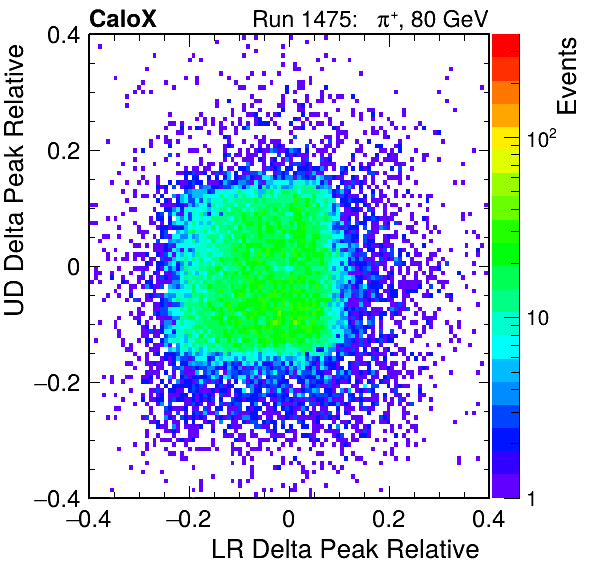 CaloX Run 1475: π⁺, 80 GeV
0.4
0.2
0
−0.2
−0.4
−0.4 −0.2 0 0.2 0.4
UD Delta Peak Relative
LR Delta Peak Relative
Events
10²
10
1